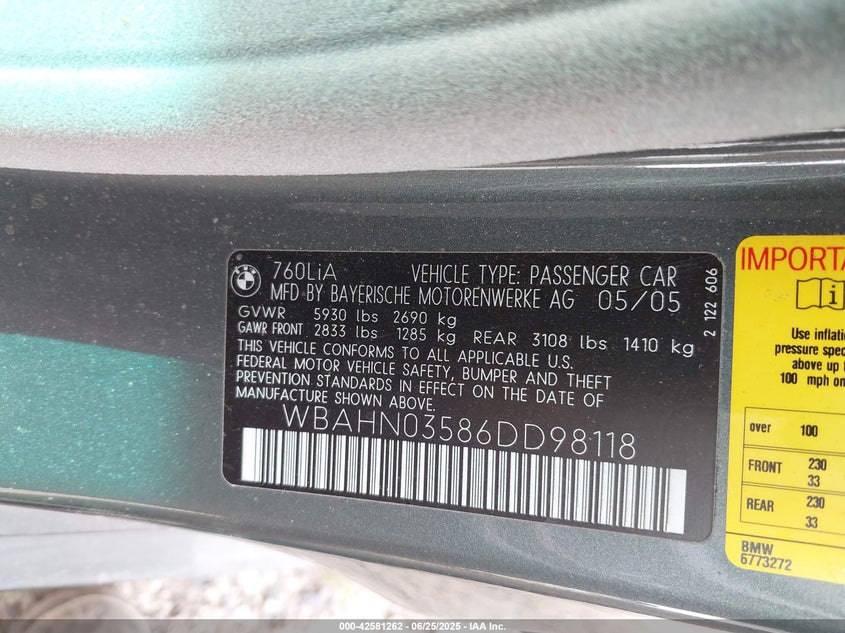 BMW
760LiA VEHICLE TYPE: PASSENGER CAR
MFD BY BAYERISCHE MOTORENWERKE AG 05/05
GVWR 5930 lbs 2690 kg
GAWR FRONT 2833 lbs 1285 kg REAR 3108 lbs 1410 kg
THIS VEHICLE CONFORMS TO ALL APPLICABLE U.S.
FEDERAL MOTOR VEHICLE SAFETY, BUMPER AND THEFT
PREVENTION STANDARDS IN EFFECT ON THE DATE OF
MANUFACTURE SHOWN ABOVE.
WBAHN03586DD98118
2 122 606
IMPORTA
i
Use inflatio
pressure spec
above up t
100 mph on
over 100
FRONT 230
33
REAR 230
33
BMW
6773272
000-42581262 - 06/25/2025 - IAA Inc.